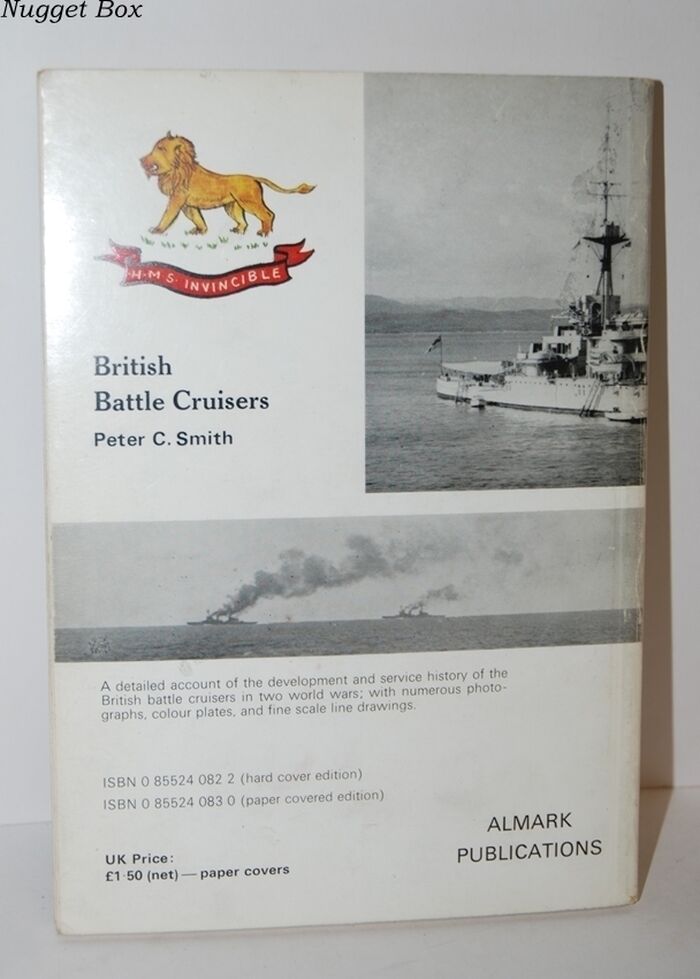 Nugget Box
H·M·S· INVINCIBLE
British
Battle Cruisers
Peter C. Smith
A detailed account of the development and service history of the
British battle cruisers in two world wars; with numerous photo-
graphs, colour plates, and fine scale line drawings.
ISBN 0 85524 082 2 (hard cover edition)
ISBN 0 85524 083 0 (paper covered edition)
UK Price:
£1·50 (net) — paper covers
ALMARK
PUBLICATIONS